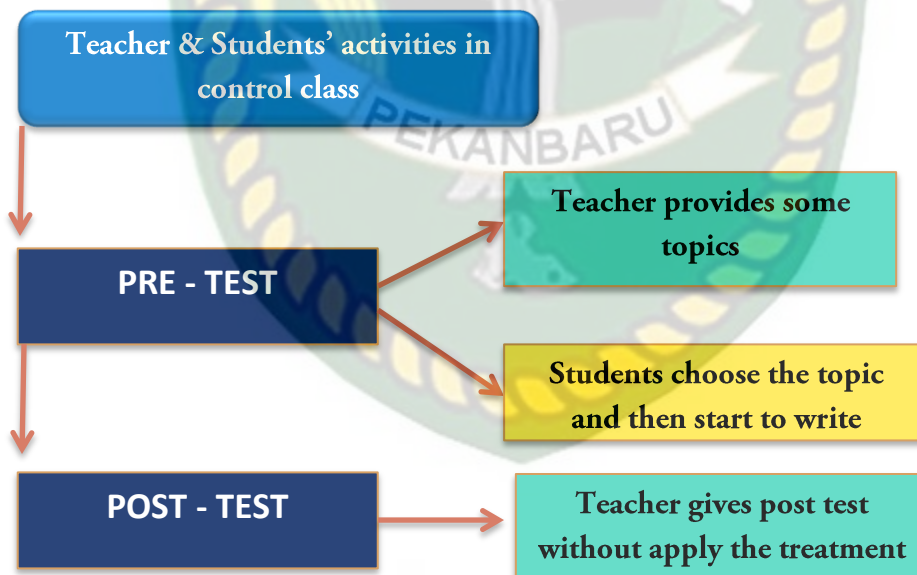 Teacher & Students’ activities in
control class
PEKANBARU
Teacher provides some
topics
PRE - TEST
Students choose the topic
and then start to write
POST - TEST
Teacher gives post test
without apply the treatment